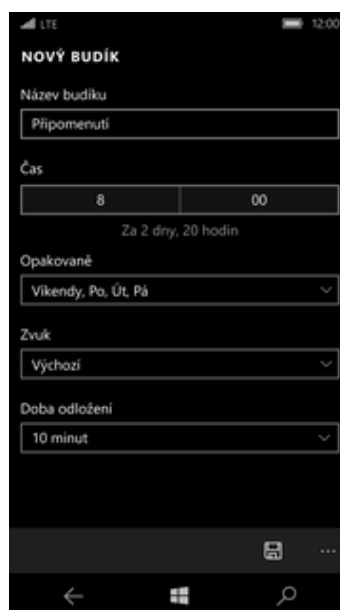 LTE 12:00
NOVÝ BUDÍK
Název budíku
Připomenutí
Čas
8 00
Za 2 dny, 20 hodin
Opakovaně
Víkendy, Po, Út, Pá
Zvuk
Výchozí
Doba odložení
10 minut